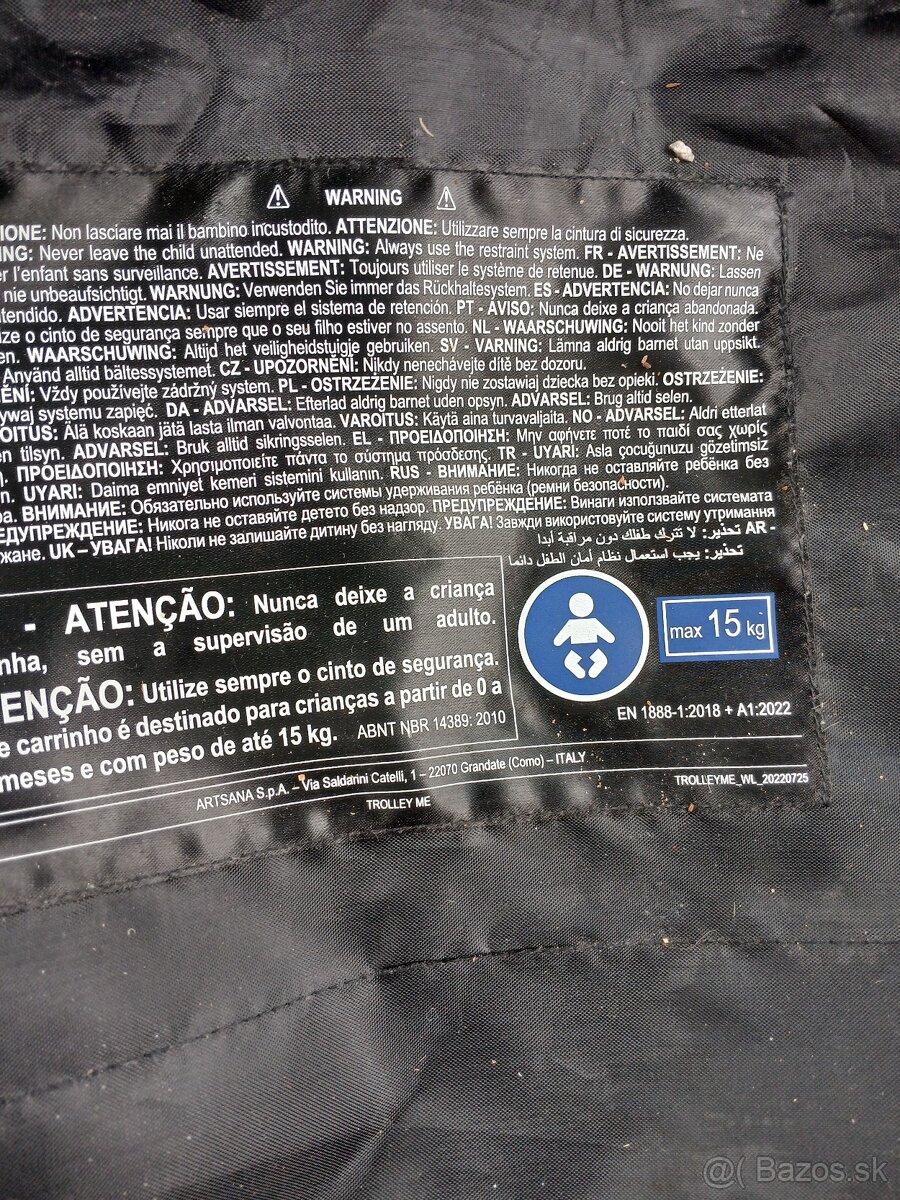 WARNING
IONE: Non lasciare mai il bambino incustodito. ATTENZIONE: Utilizzare sempre la cintura di sicurezza.
ING: Never leave the child unattended. WARNING: Always use the restraint system. FR - AVERTISSEMENT: Ne
er l'enfant sans surveillance. AVERTISSEMENT: Toujours utiliser le système de retenue. DE - WARNUNG: Lassen
nie unbeaufsichtigt. WARNUNG: Verwenden Sie immer das Rückhaltesystem. ES - ADVERTENCIA: No dejar nunca
tendido. ADVERTENCIA: Usar siempre el sistema de retención. PT - AVISO: Nunca deixe a criança abandonada.
ize o cinto de segurança sempre que o seu filho estiver no assento. NL - WAARSCHUWING: Nooit het kind zonder
en. WAARSCHUWING: Altijd het veiligheidstuigje gebruiken. SV - VARNING: Lämna aldrig barnet utan uppsikt.
Använd alltid bältessystemet. CZ - UPOZORNĚNÍ: Nikdy nenechávejte dítě bez dozoru.
ĚNÍ: Vždy používejte zádržný system. PL - OSTRZEŻENIE: Nigdy nie zostawiaj dziecka bez opieki. OSTRZEŻENIE:
ywaj systemu zapięć. DA - ADVARSEL: Efterlad aldrig barnet uden opsyn. ADVARSEL: Brug altid selen.
ROITUS: Älä koskaan jätä lasta ilman valvontaa. VAROITUS: Käytä aina turvavaljaita. NO - ADVARSEL: Aldri etterlat
en tilsyn. ADVARSEL: Bruk alltid sikringsselen. EL - ΠΡΟΕΙΔΟΠΟΙΗΣΗ: Μην αφήνετε ποτέ το παιδί σας χωρίς
ΠΡΟΕΙΔΟΠΟΙΗΣΗ: Χρησιμοποιείτε πάντα το σύστημα πρόσδεσης. TR - UYARI: Asla çocuğunuzu gözetimsiz
n. UYARI: Daima emniyet kemeri sistemini kullanın. RUS - ВНИМАНИЕ: Никогда не оставляйте ребёнка без
ра. ВНИМАНИЕ: Обязательно используйте системы удерживания ребёнка (ремни безопасности).
РЕДУПРЕЖДЕНИЕ: Никога не оставяйте детето без надзор. ПРЕДУПРЕЖДЕНИЕ: Винаги използвайте системата
жане. UK – УВАГА! Ніколи не залишайте дитину без нагляду. УВАГА! Завжди використовуйте систему утримання
AR - تحذير: لا تترك طفلك دون مراقبة أبدا
تحذير: يجب استعمال نظام أمان الطفل دائما
- ATENÇÃO: Nunca deixe a criança
nha, sem a supervisão de um adulto.
ENÇÃO: Utilize sempre o cinto de segurança.
e carrinho é destinado para crianças a partir de 0 a
meses e com peso de até 15 kg. ABNT NBR 14389: 2010
max 15 kg
EN 1888-1:2018 + A1:2022
ARTSANA S.p.A. – Via Saldarini Catelli, 1 – 22070 Grandate (Como) – ITALY
TROLLEY ME
TROLLEYME_WL_20220725
@( Bazos.sk